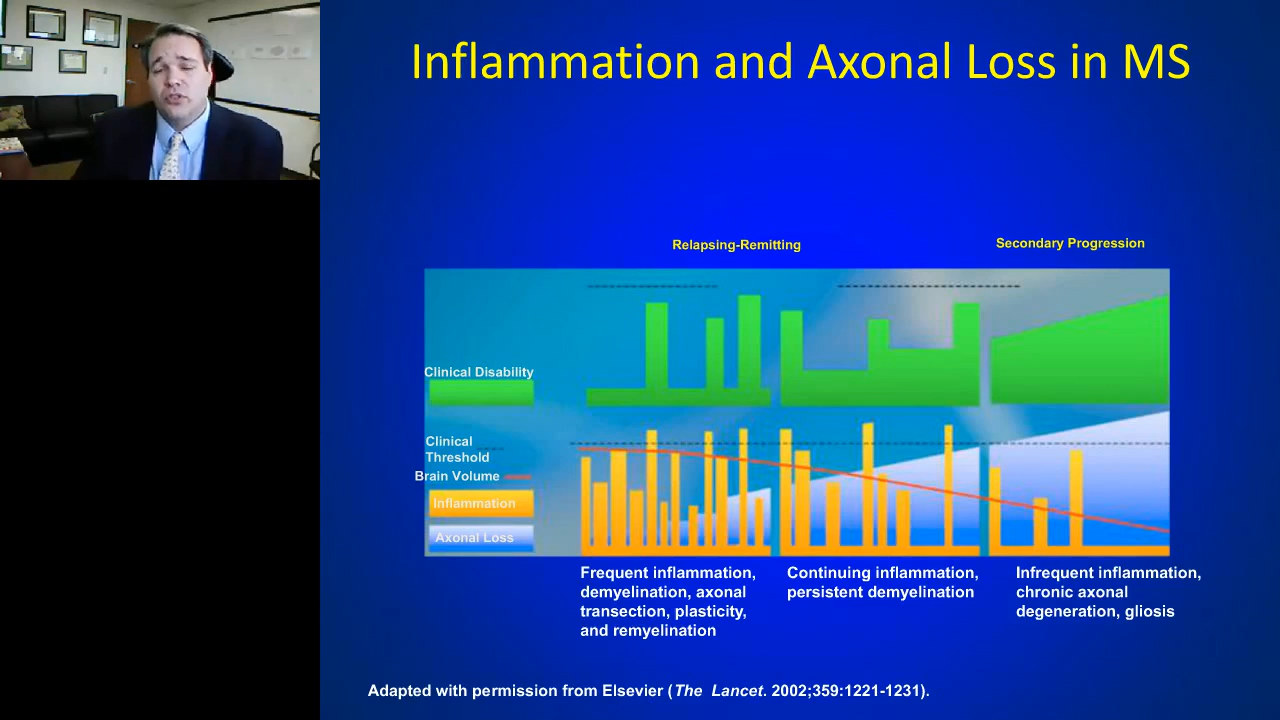 Inflammation and Axonal Loss in MS
Relapsing-Remitting
Secondary Progression
Clinical Disability
Clinical
Threshold
Brain Volume
Inflammation
Axonal Loss
Frequent inflammation,
demyelination, axonal
transection, plasticity,
and remyelination
Continuing inflammation,
persistent demyelination
Infrequent inflammation,
chronic axonal
degeneration, gliosis
Adapted with permission from Elsevier (The Lancet. 2002;359:1221-1231).